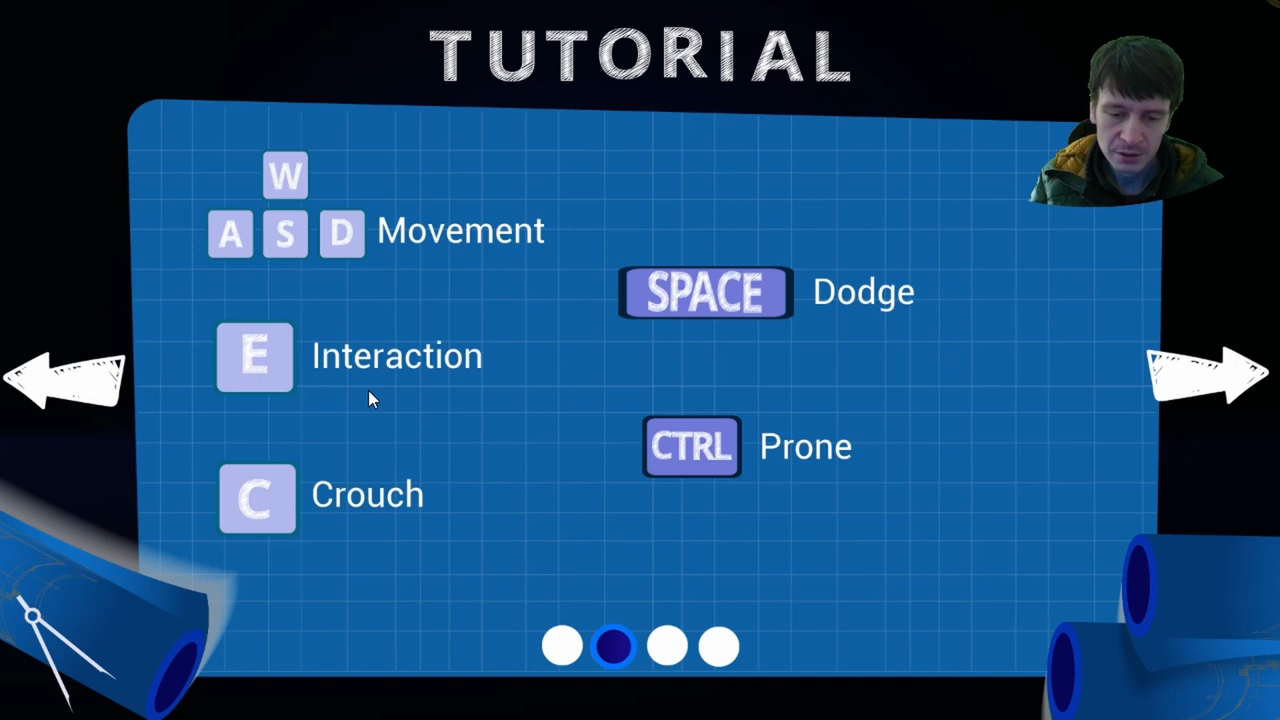 TUTORIAL
W
A S D Movement
E Interaction
C Crouch
SPACE Dodge
CTRL Prone